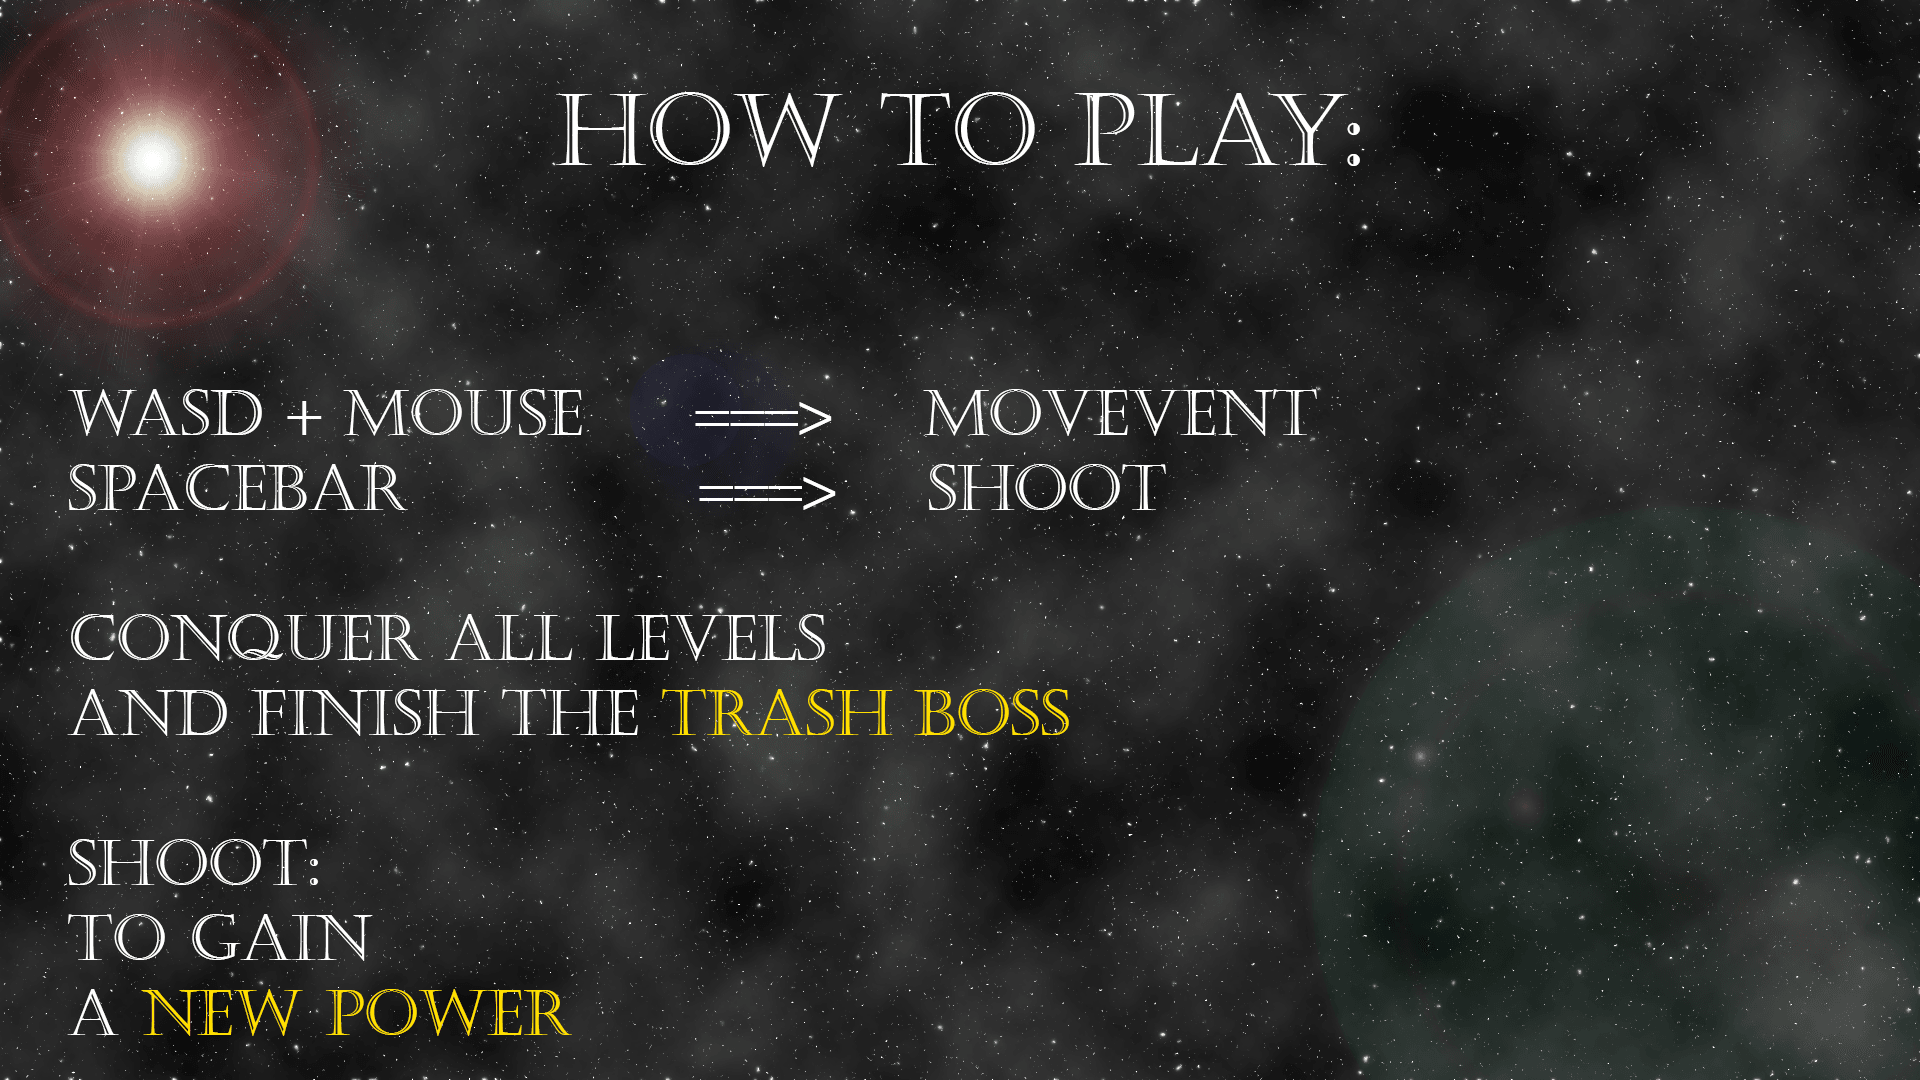 HOW TO PLAY:
WASD + MOUSE ===> MOVEVENT
SPACEBAR ===> SHOOT
CONQUER ALL LEVELS
AND FINISH THE TRASH BOSS
SHOOT:
TO GAIN
A NEW POWER